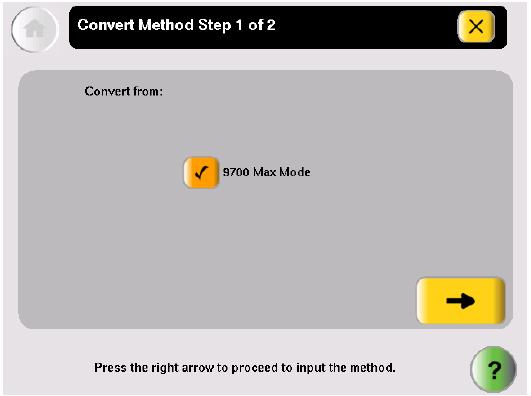 Convert Method Step 1 of 2
Convert from:
9700 Max Mode
Press the right arrow to proceed to input the method.
?